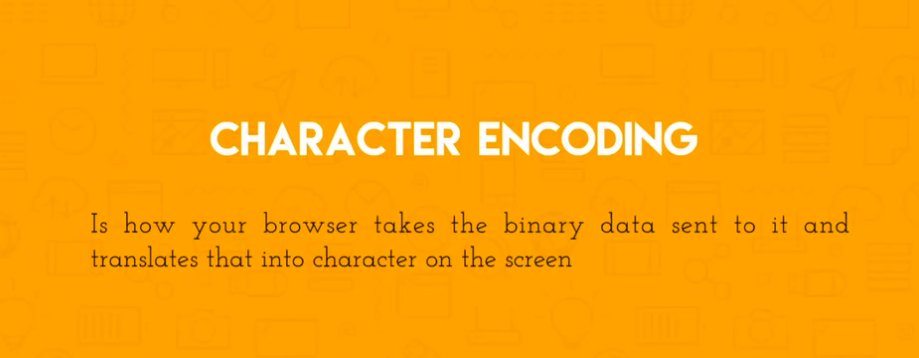 CHARACTER ENCODING
Is how your browser takes the binary data sent to it and
translates that into character on the screen